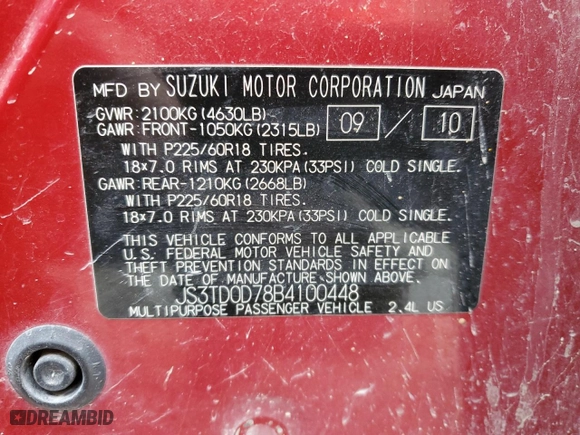 MFD BY SUZUKI MOTOR CORPORATION JAPAN
GVWR: 2100KG (4630LB)
GAWR: FRONT-1050KG (2315LB) 09 / 10
WITH P225/60R18 TIRES.
18×7.0 RIMS AT 230KPA (33PSI) COLD SINGLE.
GAWR: REAR-1210KG (2668LB)
WITH P225/60R18 TIRES.
18×7.0 RIMS AT 230KPA (33PSI) COLD SINGLE.
THIS VEHICLE CONFORMS TO ALL APPLICABLE
U.S. FEDERAL MOTOR VEHICLE SAFETY AND
THEFT PREVENTION STANDARDS IN EFFECT ON
THE DATE OF MANUFACTURE SHOWN ABOVE.
JS3TD0D78B4100448
MULTIPURPOSE PASSENGER VEHICLE 2.4L US
DREAMBID